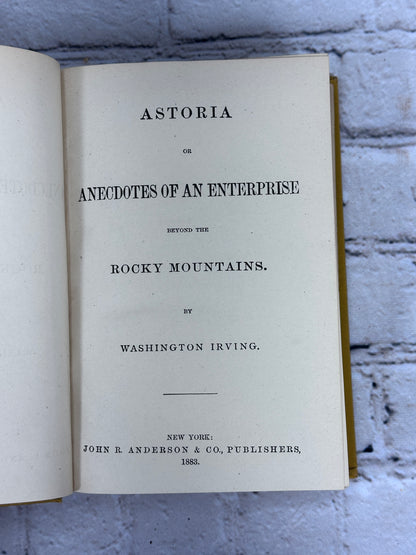 ASTORIA
OR
ANECDOTES OF AN ENTERPRISE
BEYOND THE
ROCKY MOUNTAINS.
BY
WASHINGTON IRVING.
NEW YORK:
JOHN R. ANDERSON & CO., PUBLISHERS,
1883.